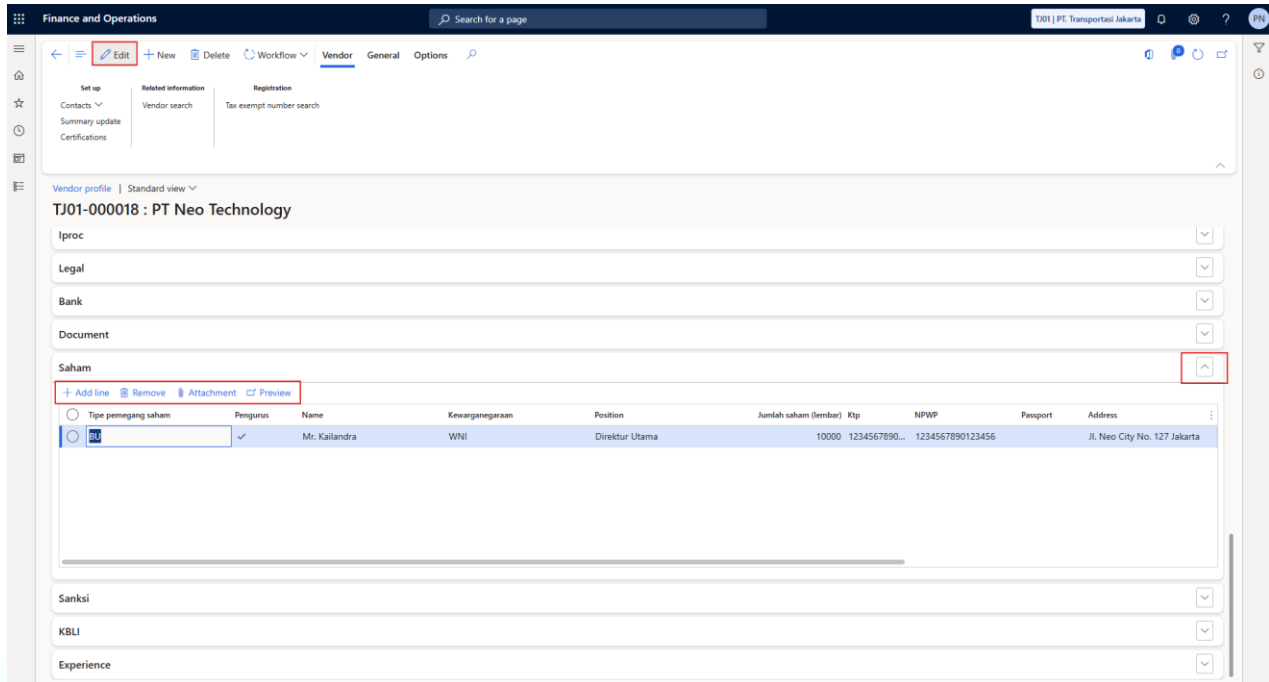 Finance and Operations
Search for a page
TJ01 | PT. Transportasi Jakarta
?
PN
Edit
+ New
Delete
Workflow
Vendor
General
Options
0
Set up
Related information
Registration
Contacts
Vendor search
Tax exempt number search
Summary update
Certifications
Vendor profile | Standard view
TJ01-000018 : PT Neo Technology
Iproc
Legal
Bank
Document
Saham
+ Add line
Remove
Attachment
Preview
Tipe pemegang saham
Pengurus
Name
Kewarganegaraan
Position
Jumlah saham (lembar)
Ktp
NPWP
Passport
Address
BU
Mr. Kailandra
WNI
Direktur Utama
10000
1234567890...
1234567890123456
Jl. Neo City No. 127 Jakarta
Sanksi
KBLI
Experience